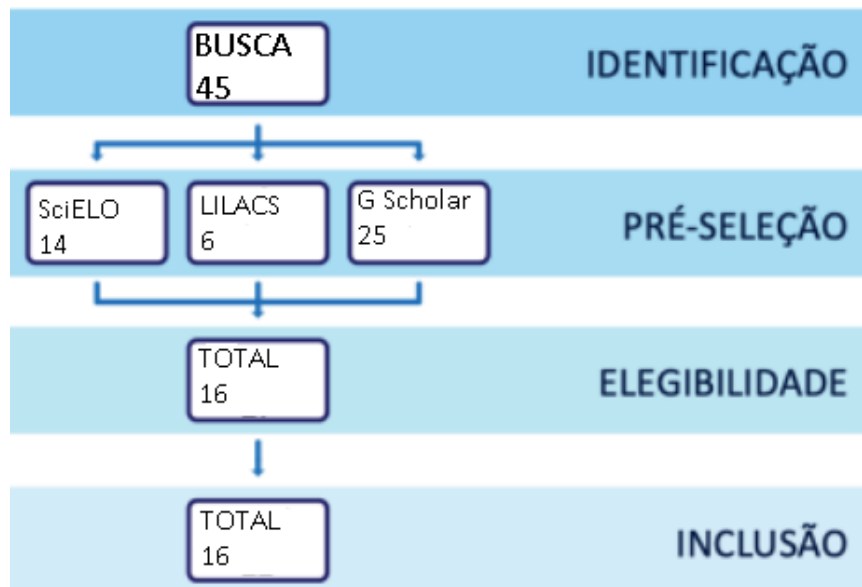 BUSCA
45
IDENTIFICAÇÃO
SciELO
14
LILACS
6
G Scholar
25
PRÉ-SELEÇÃO
TOTAL
16
ELEGIBILIDADE
TOTAL
16
INCLUSÃO